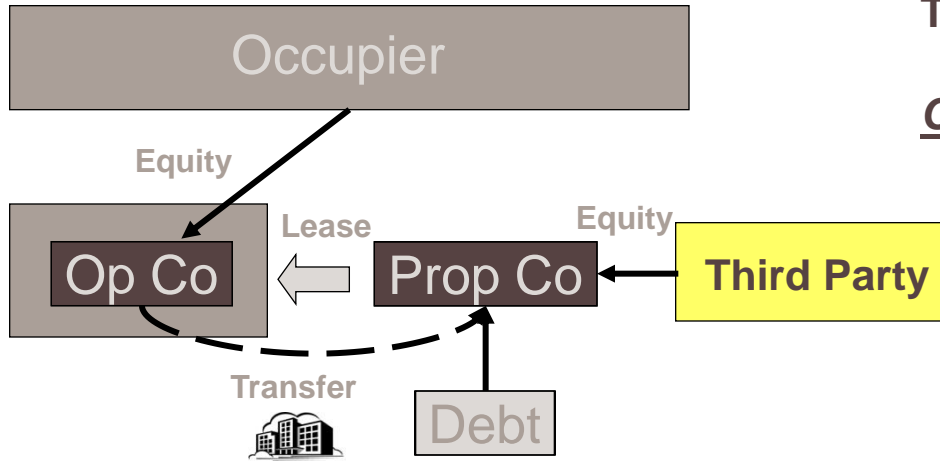 T
Occupier
Equity
Lease
Equity
Op Co
Prop Co
Third Party
Transfer
Debt